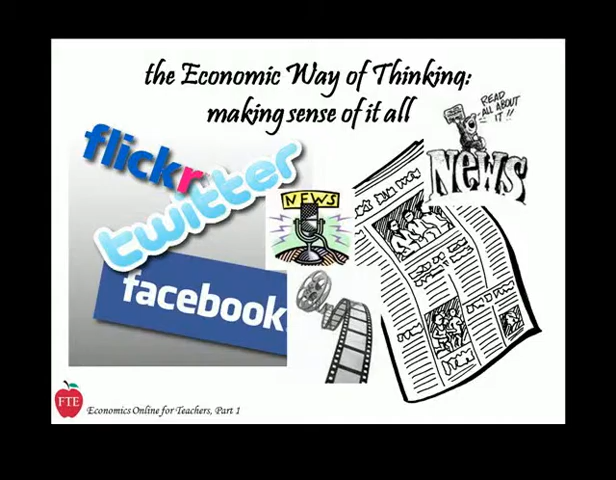 the Economic Way of Thinking:
making sense of it all
flickr
twitter
facebook
NEWS
READ
ALL ABOUT
IT!!
NEWS
FTE
Economics Online for Teachers, Part 1